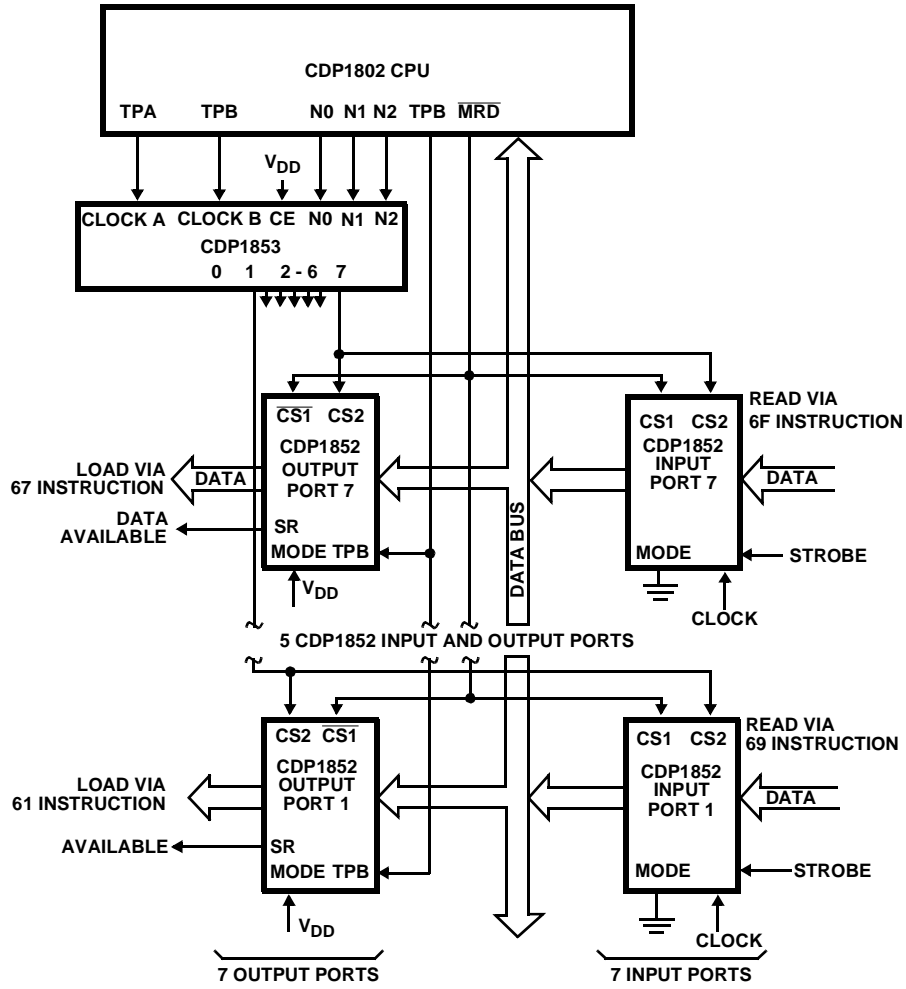 CDP1802 CPU
TPA TPB N0 N1 N2 TPB MRD
VDD
CLOCK A CLOCK B CE N0 N1 N2
CDP1853
0 1 2 - 6 7
CS1 CS2
CDP1852
OUTPUT
PORT 7
SR
MODE TPB
LOAD VIA
67 INSTRUCTION
DATA
DATA
AVAILABLE
VDD
DATA BUS
CS1 CS2
CDP1852
INPUT
PORT 7
MODE
READ VIA
6F INSTRUCTION
DATA
STROBE
CLOCK
5 CDP1852 INPUT AND OUTPUT PORTS
CS2 CS1
CDP1852
OUTPUT
PORT 1
SR
MODE TPB
LOAD VIA
61 INSTRUCTION
AVAILABLE
VDD
CS1 CS2
CDP1852
INPUT
PORT 1
MODE
READ VIA
69 INSTRUCTION
DATA
STROBE
CLOCK
7 OUTPUT PORTS
7 INPUT PORTS